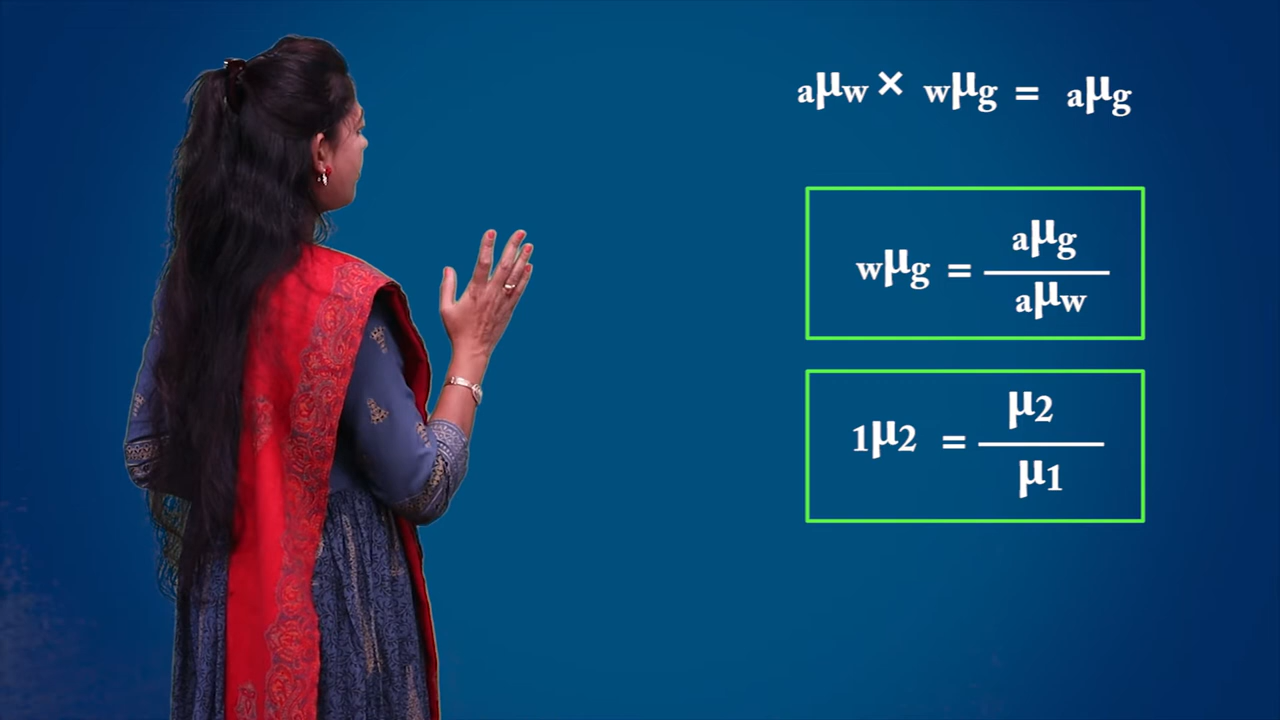 aμw × wμg = aμg
wμg = aμg / aμw
1μ2 = μ2 / μ1